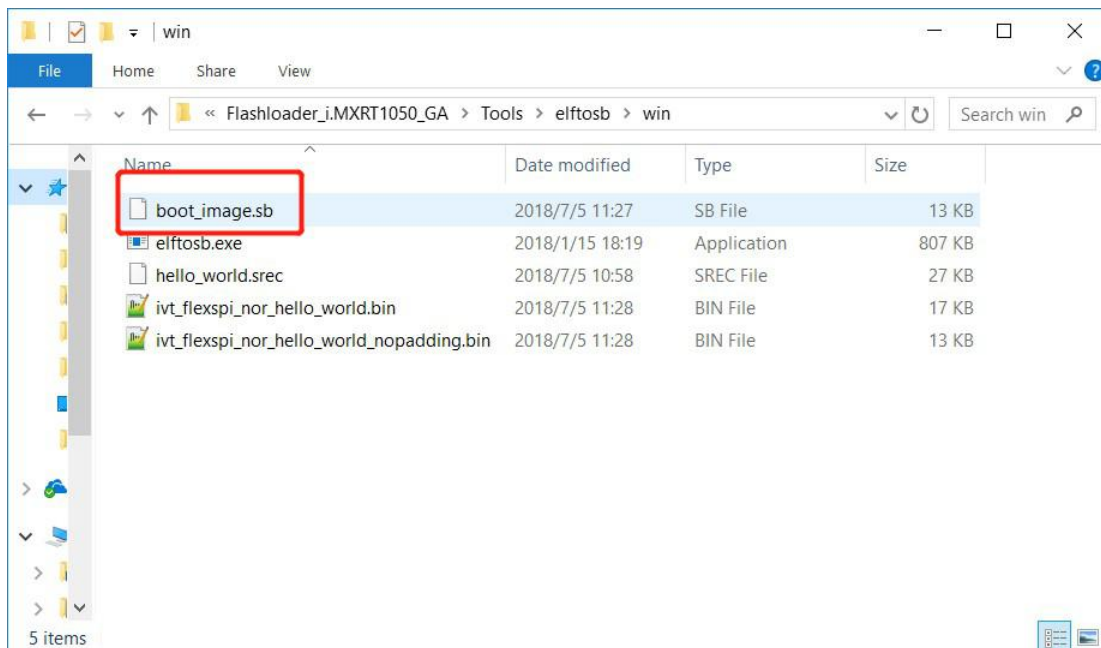 win
File Home Share View ?
« Flashloader_i.MXRT1050_GA > Tools > elftosb > win Search win
Name Date modified Type Size
boot_image.sb 2018/7/5 11:27 SB File 13 KB
elftosb.exe 2018/1/15 18:19 Application 807 KB
hello_world.srec 2018/7/5 10:58 SREC File 27 KB
ivt_flexspi_nor_hello_world.bin 2018/7/5 11:28 BIN File 17 KB
ivt_flexspi_nor_hello_world_nopadding.bin 2018/7/5 11:28 BIN File 13 KB
5 items